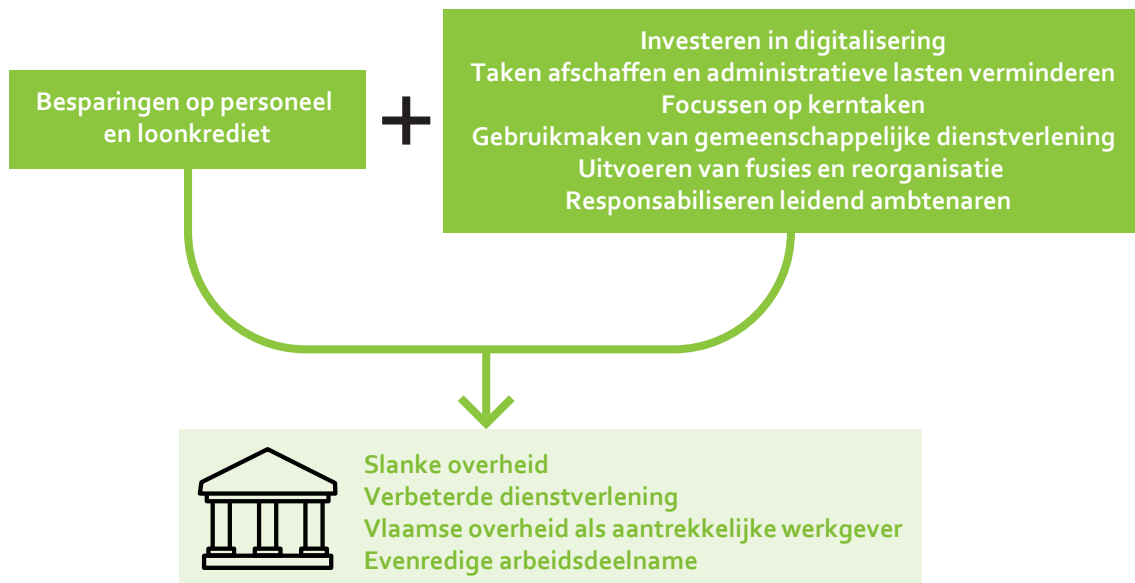 Besparingen op personeel
en loonkrediet
+
Investeren in digitalisering
Taken afschaffen en administratieve lasten verminderen
Focussen op kerntaken
Gebruikmaken van gemeenschappelijke dienstverlening
Uitvoeren van fusies en reorganisatie
Responsabiliseren leidend ambtenaren
Slanke overheid
Verbeterde dienstverlening
Vlaamse overheid als aantrekkelijke werkgever
Evenredige arbeidsdeelname